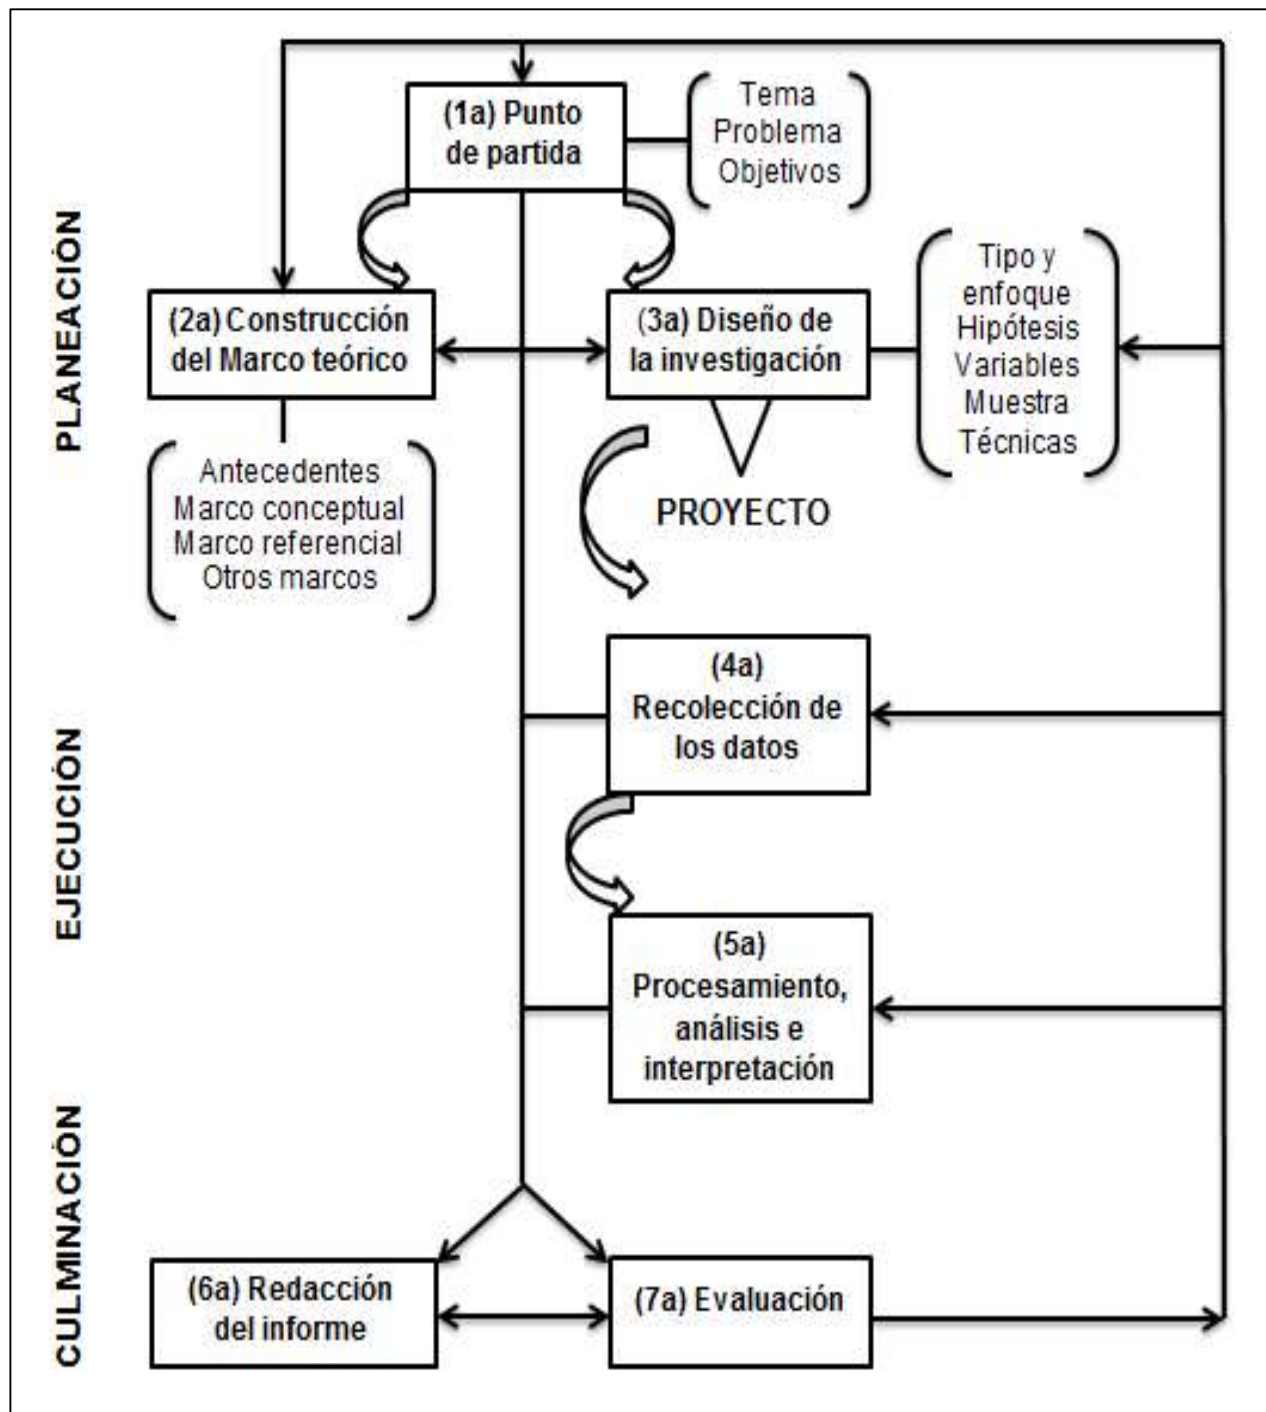 PLANEACIÓN
(1a) Punto
de partida
Tema
Problema
Objetivos
(2a) Construcción
del Marco teórico
(3a) Diseño de
la investigación
Tipo y
enfoque
Hipótesis
Variables
Muestra
Técnicas
Antecedentes
Marco conceptual
Marco referencial
Otros marcos
PROYECTO
EJECUCIÓN
(4a)
Recolección de
los datos
(5a)
Procesamiento,
análisis e
interpretación
CULMINACIÓN
(6a) Redacción
del informe
(7a) Evaluación